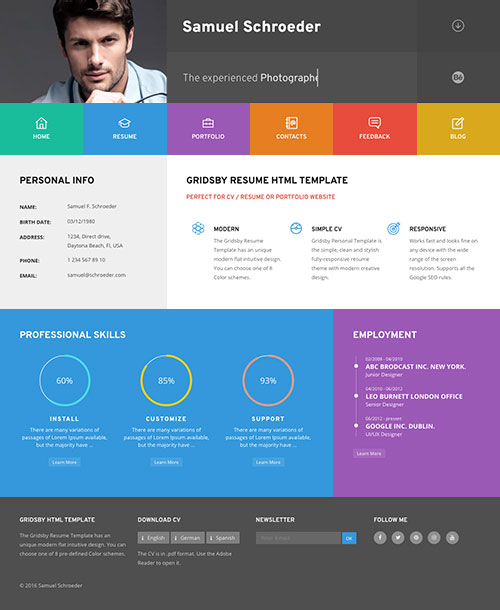 Samuel Schroeder
The experienced Photographe
Bē
HOME
RESUME
PORTFOLIO
CONTACTS
FEEDBACK
BLOG
PERSONAL INFO
NAME: Samuel F. Schroeder
BIRTH DATE: 03/12/1980
ADDRESS: 1234, Direct drive,
Daytona Beach, FL USA
PHONE: 1 234 567 89 10
EMAIL: samuel@schroeder.com
GRIDSBY RESUME HTML TEMPLATE
PERFECT FOR CV / RESUME OR PORTFOLIO WEBSITE
MODERN
The Gridsby Resume
Template has an unique
modern flat intuitive design.
You can choose one of 8
Color schemes.
SIMPLE CV
Gridsby Personal Template is
the simple, clean and stylish
fully-responsive resume
theme with modern creative
design.
RESPONSIVE
Works fast and looks fine on
any device with the wide
range of the screen
resolution. Supports all the
Google SEO-rules.
PROFESSIONAL SKILLS
60%
INSTALL
There are many variations of
passages of Lorem Ipsum available,
but the majority have ...
Learn More
85%
CUSTOMIZE
There are many variations of
passages of Lorem Ipsum available,
but the majority have ...
Learn More
93%
SUPPORT
There are many variations of
passages of Lorem Ipsum available,
but the majority have ...
Learn More
EMPLOYMENT
02/2008 - 04/2010
ABC BRODCAST INC. NEW YORK.
Junior Designer
04/2010 - 06/2012
LEO BURNETT LONDON OFFICE
Senior Designer
06/2012 - present
GOOGLE INC. DUBLIN.
UI/UX Designer
Learn More
GRIDSBY HTML TEMPLATE
The Gridsby Resume Template has an
unique modern flat intuitive design. You can
choose one of 8 pre-defined Color schemes.
DOWNLOAD CV
English
German
Spanish
The CV is in .pdf format. Use the Adobe
Reader to open it.
NEWSLETTER
Your Email
OK
FOLLOW ME
© 2016 Samuel Schroeder